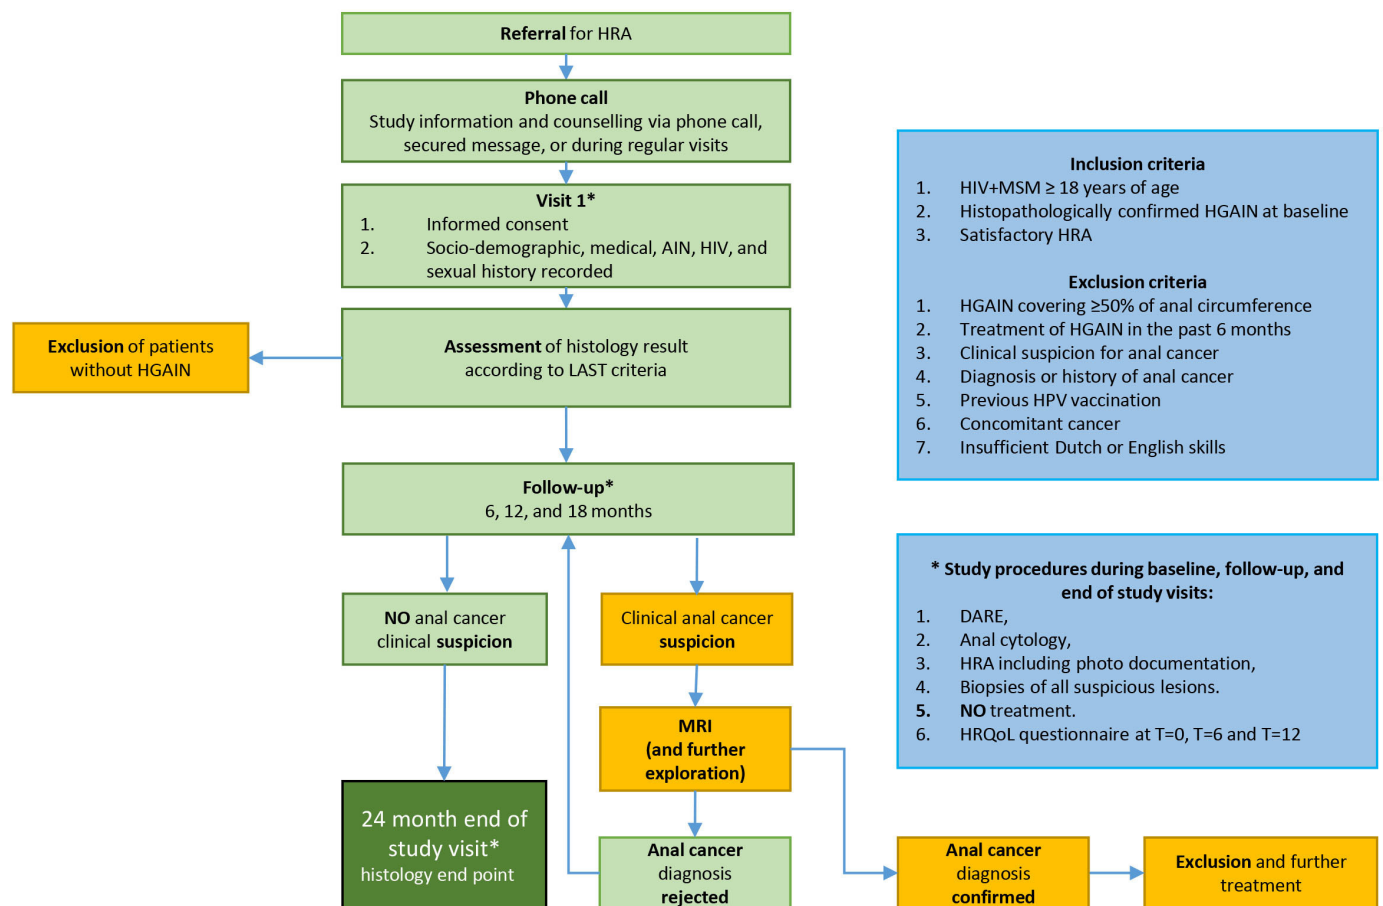 Referral for HRA
Phone call
Study information and counselling via phone call,
secured message, or during regular visits
Visit 1*
1. Informed consent
2. Socio-demographic, medical, AIN, HIV, and
sexual history recorded
Exclusion of patients
without HGAIN
Assessment of histology result
according to LAST criteria
Follow-up*
6, 12, and 18 months
NO anal cancer
clinical suspicion
Clinical anal cancer
suspicion
MRI
(and further
exploration)
24 month end of
study visit*
histology end point
Anal cancer
diagnosis
rejected
Anal cancer
diagnosis
confirmed
Exclusion and further
treatment
Inclusion criteria
1. HIV+MSM ≥ 18 years of age
2. Histopathologically confirmed HGAIN at baseline
3. Satisfactory HRA
Exclusion criteria
1. HGAIN covering ≥50% of anal circumference
2. Treatment of HGAIN in the past 6 months
3. Clinical suspicion for anal cancer
4. Diagnosis or history of anal cancer
5. Previous HPV vaccination
6. Concomitant cancer
7. Insufficient Dutch or English skills
* Study procedures during baseline, follow-up, and
end of study visits:
1. DARE,
2. Anal cytology,
3. HRA including photo documentation,
4. Biopsies of all suspicious lesions.
5. NO treatment.
6. HRQoL questionnaire at T=0, T=6 and T=12